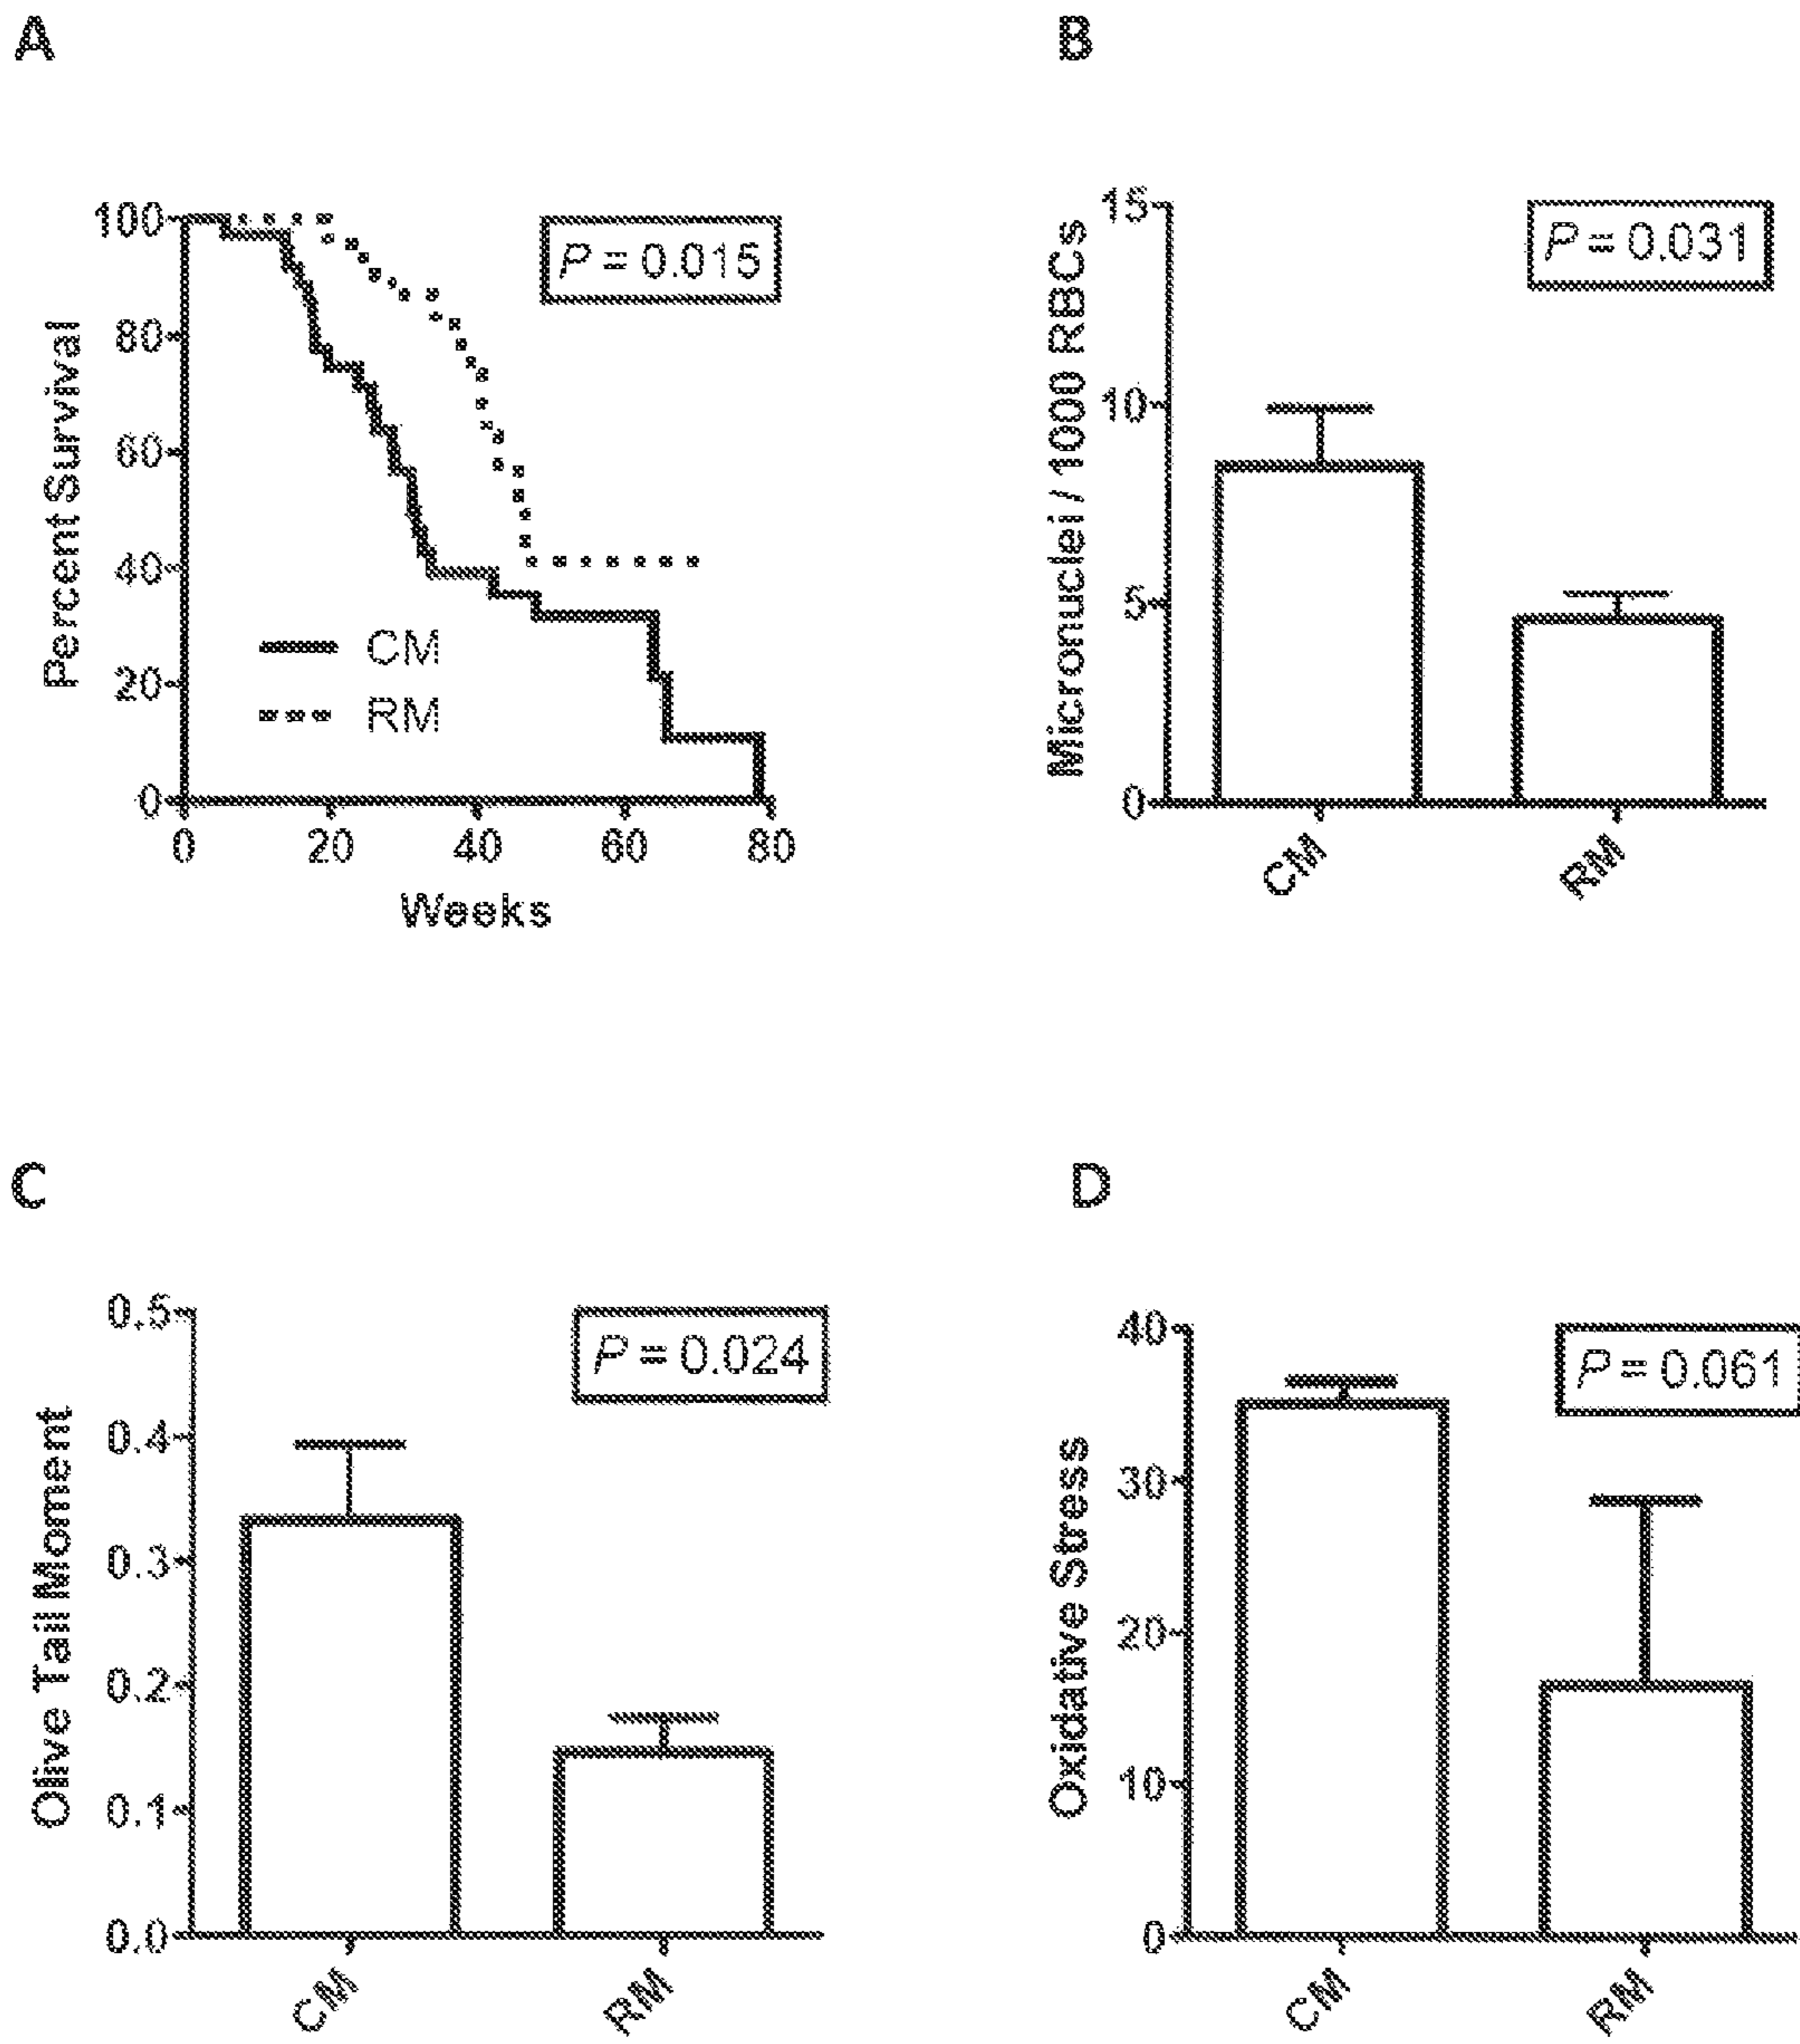 A
Percent Survival
100
80
60
40
20
0
P = 0.015
CM
RM
0 20 40 60 80
Weeks
B
Micronuclei / 1000 RBCs
15
10
5
0
P = 0.031
CM RM
C
Olive Tail Moment
0.5
0.4
0.3
0.2
0.1
0.0
P = 0.024
CM RM
D
Oxidative Stress
40
30
20
10
0
P = 0.061
CM RM